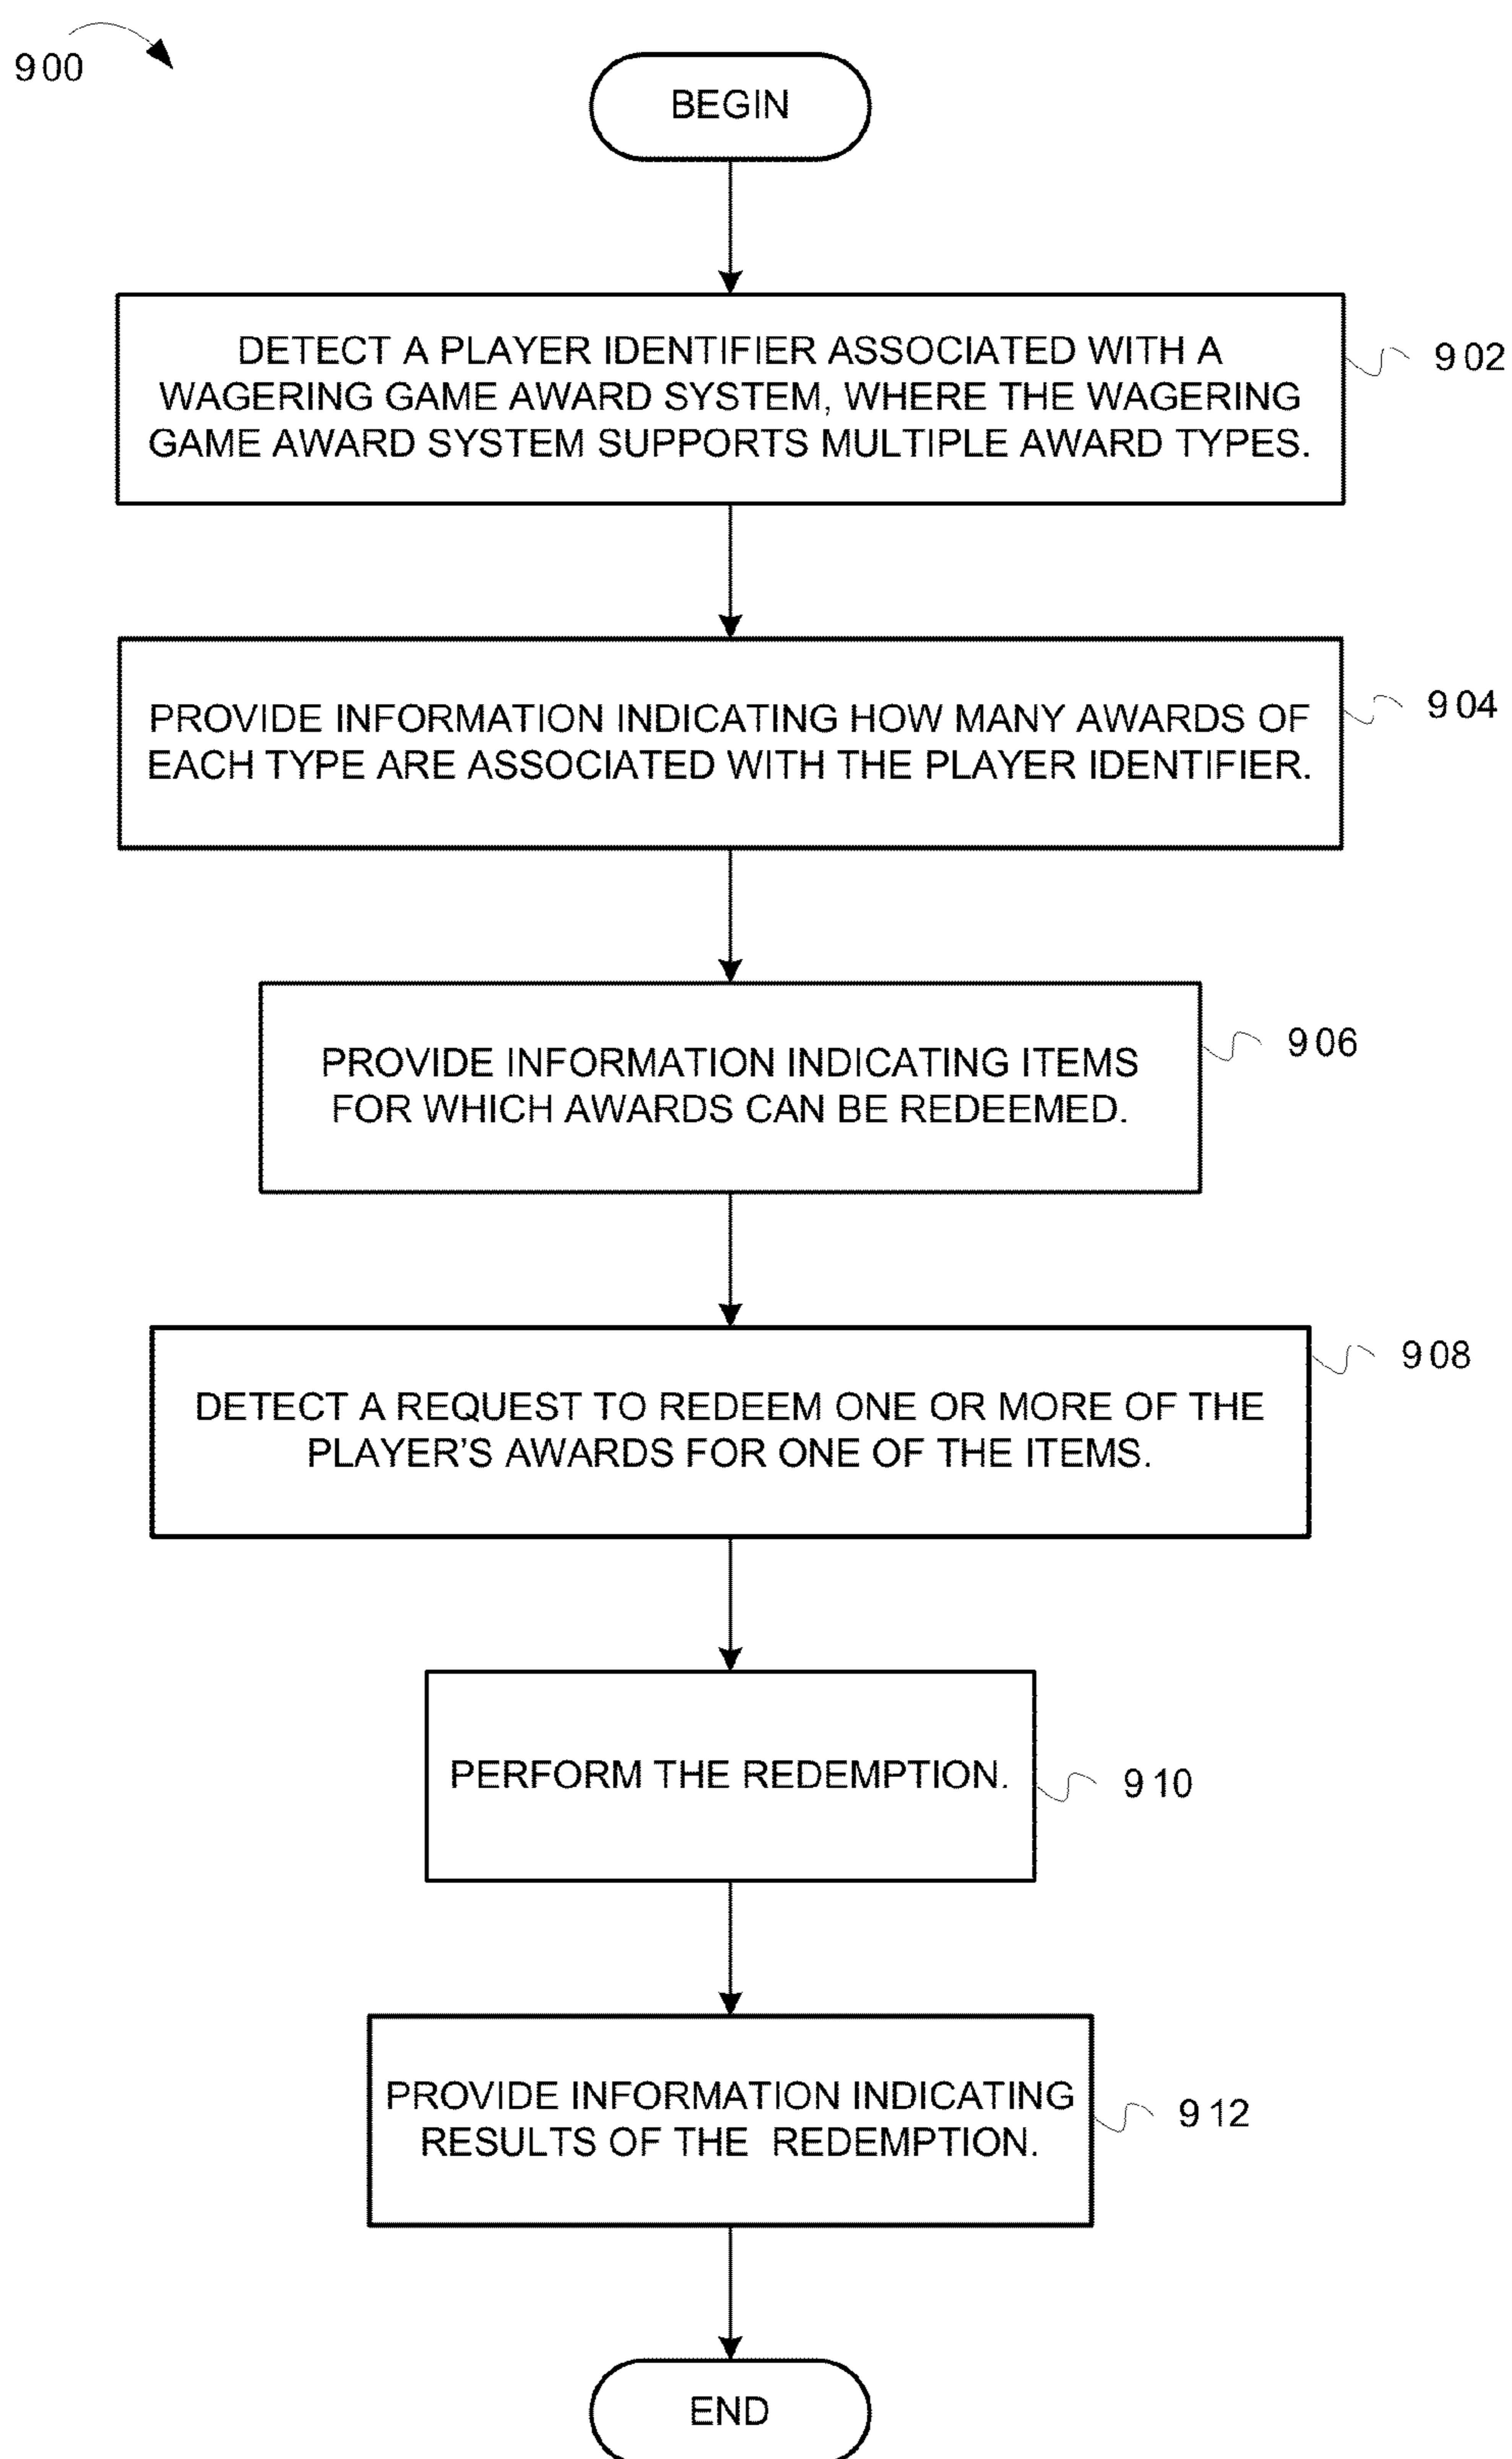 900
BEGIN
DETECT A PLAYER IDENTIFIER ASSOCIATED WITH A
WAGERING GAME AWARD SYSTEM, WHERE THE WAGERING
GAME AWARD SYSTEM SUPPORTS MULTIPLE AWARD TYPES.
902
PROVIDE INFORMATION INDICATING HOW MANY AWARDS OF
EACH TYPE ARE ASSOCIATED WITH THE PLAYER IDENTIFIER.
904
PROVIDE INFORMATION INDICATING ITEMS
FOR WHICH AWARDS CAN BE REDEEMED.
906
DETECT A REQUEST TO REDEEM ONE OR MORE OF THE
PLAYER’S AWARDS FOR ONE OF THE ITEMS.
908
PERFORM THE REDEMPTION.
910
PROVIDE INFORMATION INDICATING
RESULTS OF THE REDEMPTION.
912
END